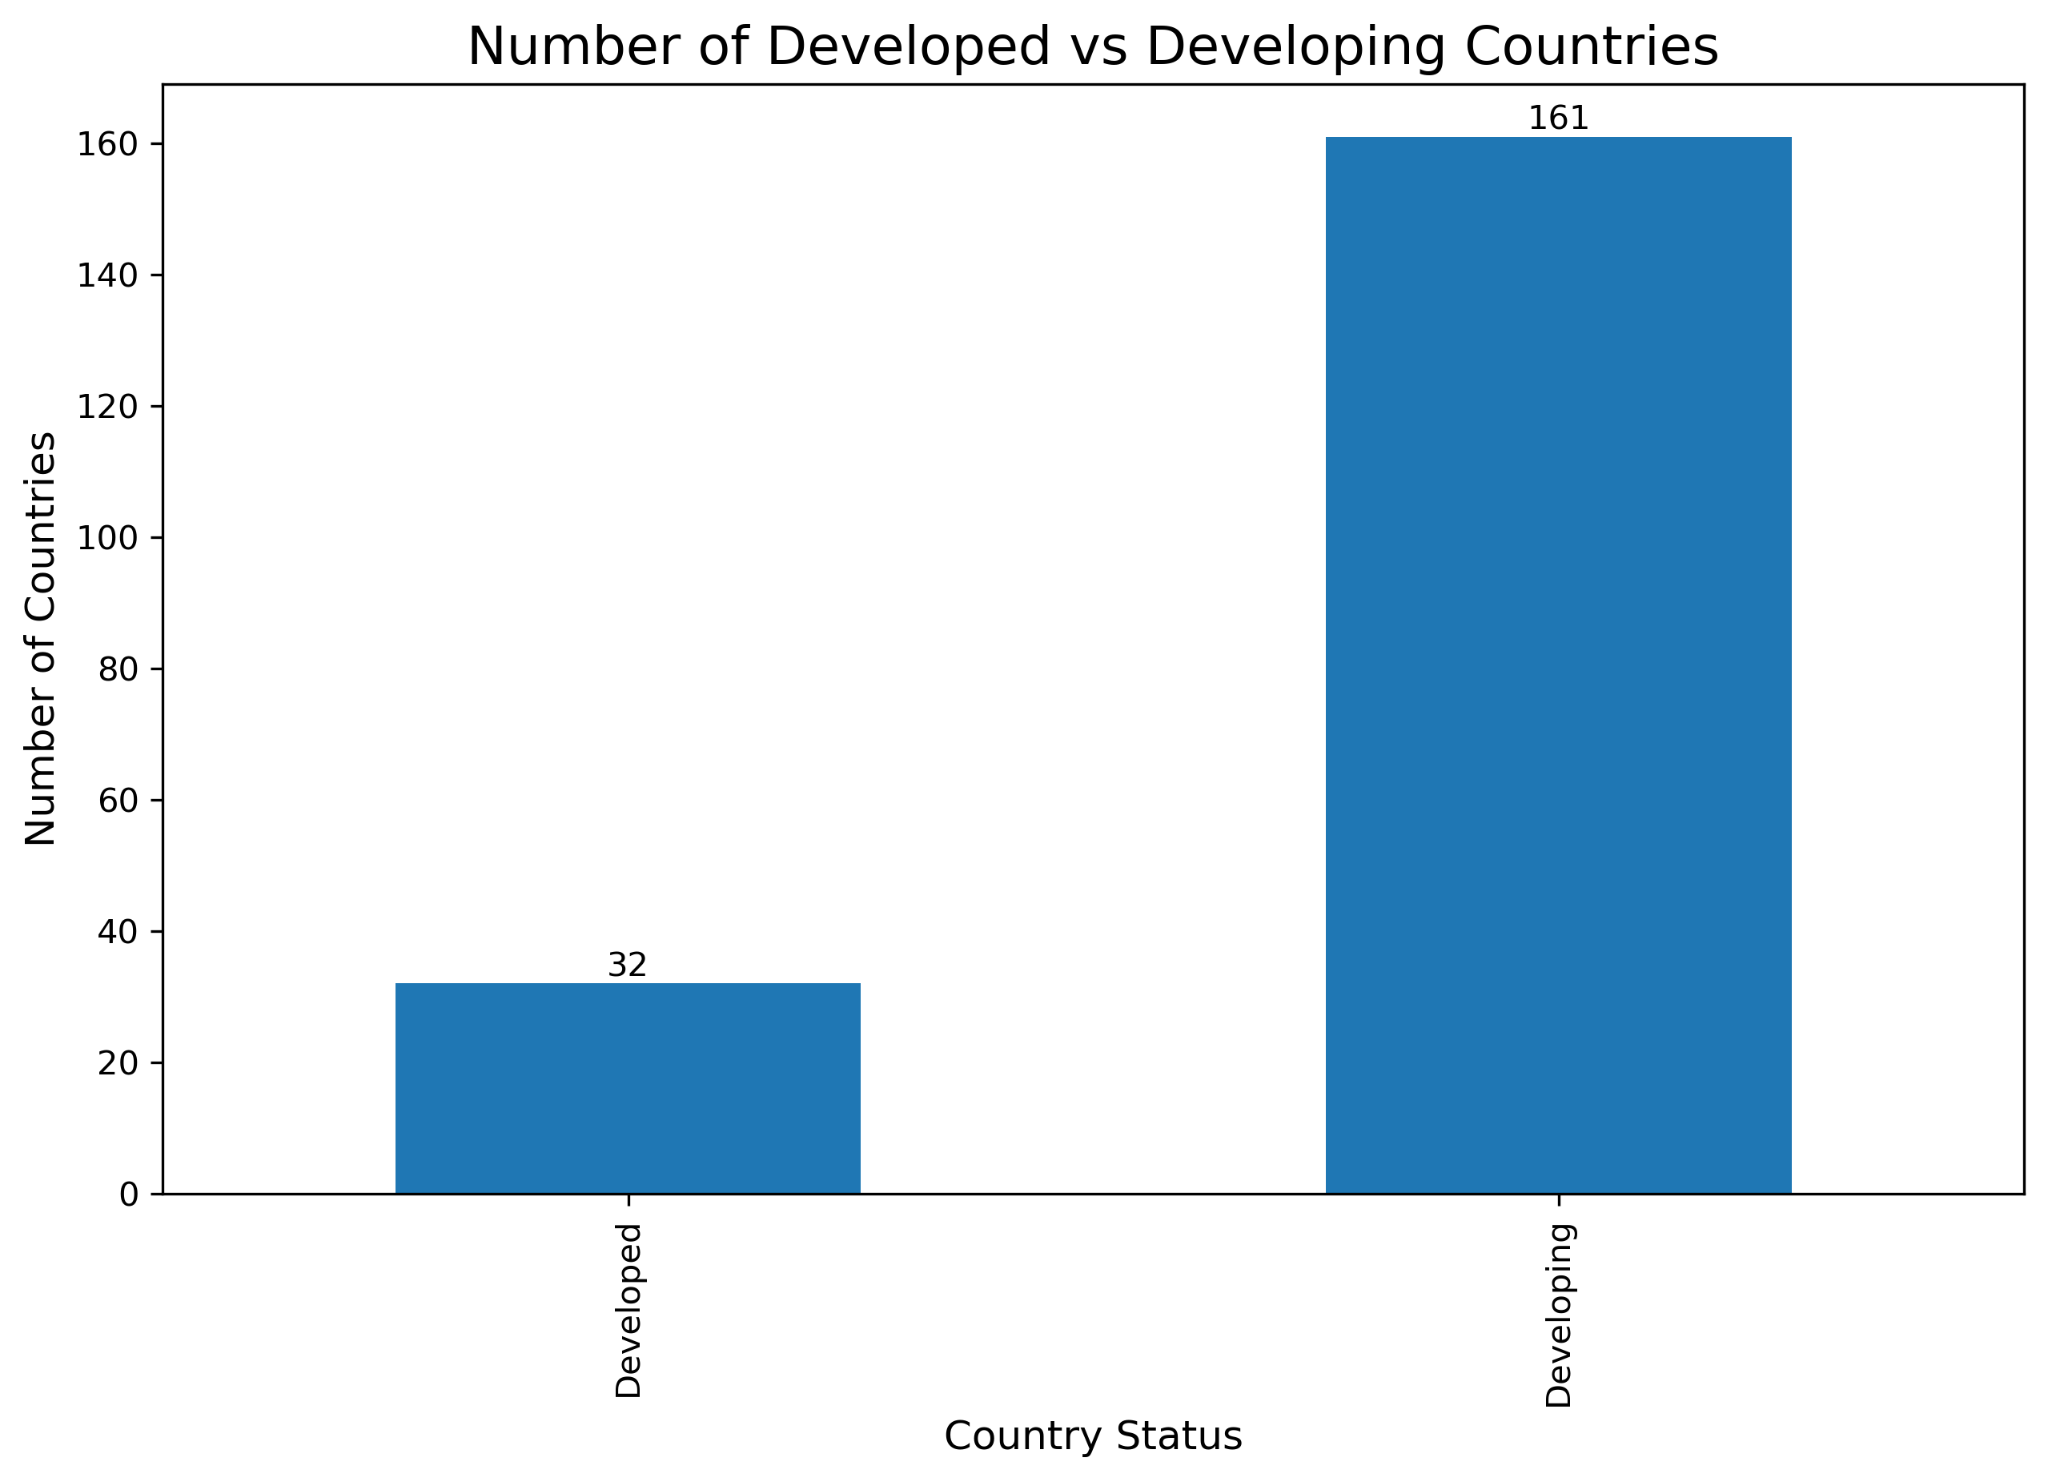 Number of Developed vs Developing Countries
161
160
140
120
100
80
60
40
32
20
0
Number of Countries
Developed
Developing
Country Status